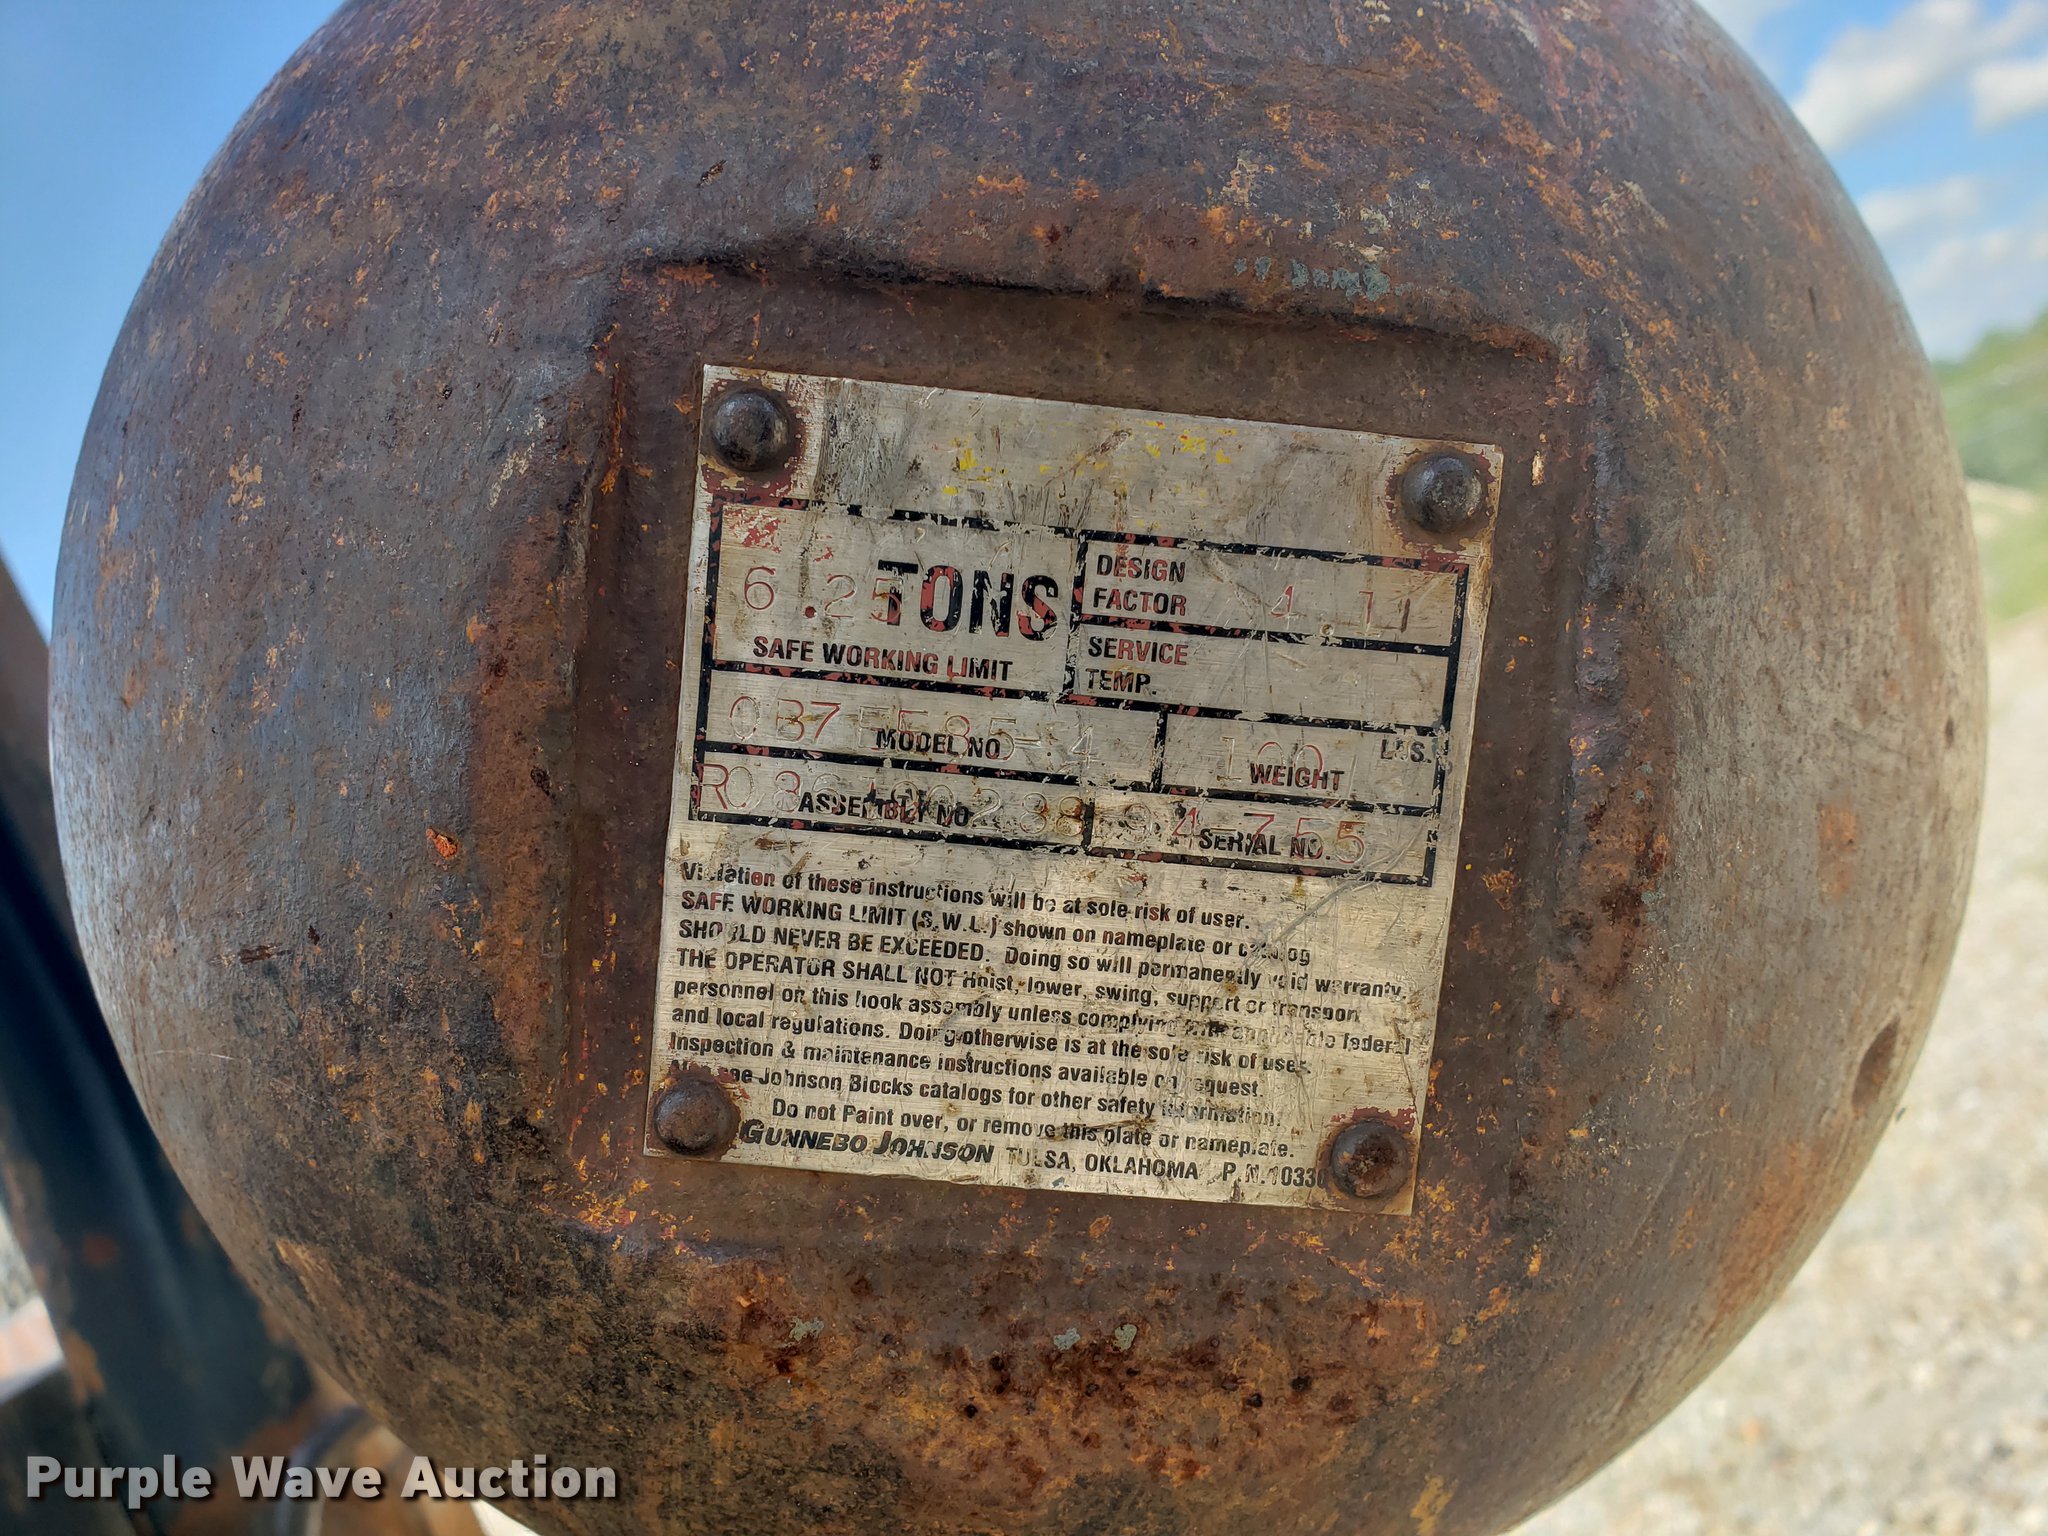 6.25 TONS
SAFE WORKING LIMIT
DESIGN
FACTOR 4.11
SERVICE
TEMP.
MODEL NO.
100 LBS.
WEIGHT
ASSEMBLY NO.
SERIAL NO.
Violation of these instructions will be at sole risk of user.
SAFE WORKING LIMIT (S.W.L.) shown on nameplate or catalog
SHOULD NEVER BE EXCEEDED. Doing so will permanently void warranty.
THE OPERATOR SHALL NOT Hoist, lower, swing, support or transport
personnel on this hook assembly unless complying with applicable federal
and local regulations. Doing otherwise is at the sole risk of user.
Inspection & maintenance instructions available on request.
Also see Johnson Blocks catalogs for other safety information.
Do not Paint over, or remove this plate or nameplate.
GUNNEBO JOHNSON TULSA, OKLAHOMA P.N. 10330
Purple Wave Auction